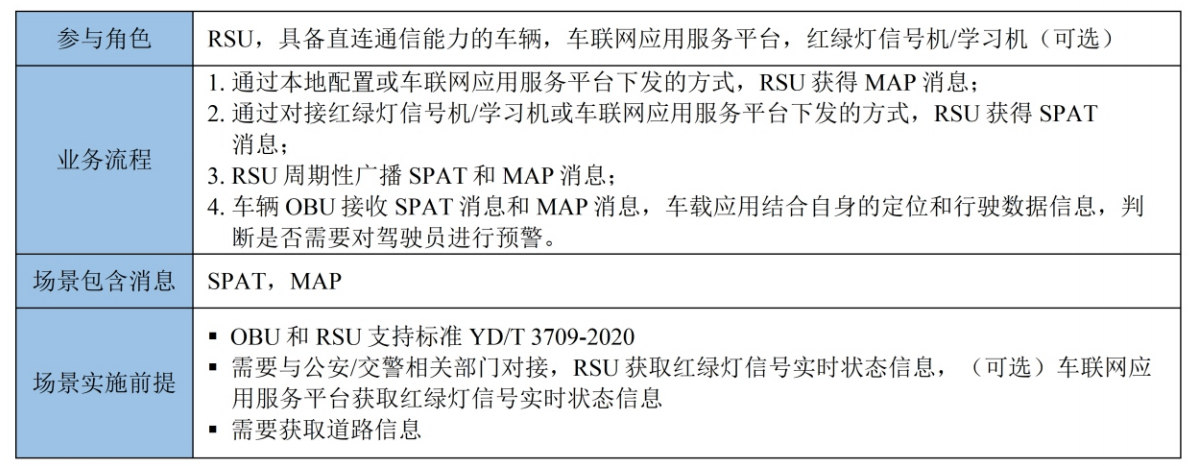 参与角色
RSU，具备直连通信能力的车辆，车联网应用服务平台，红绿灯信号机/学习机（可选）
业务流程
1. 通过本地配置或车联网应用服务平台下发的方式，RSU 获得 MAP 消息；
2. 通过对接红绿灯信号机/学习机或车联网应用服务平台下发的方式，RSU 获得 SPAT
消息；
3. RSU 周期性广播 SPAT 和 MAP 消息；
4. 车辆 OBU 接收 SPAT 消息和 MAP 消息，车载应用结合自身的定位和行驶数据信息，判
断是否需要对驾驶员进行预警。
场景包含消息
SPAT，MAP
场景实施前提
▪ OBU 和 RSU 支持标准 YD/T 3709-2020
▪ 需要与公安/交警相关部门对接，RSU 获取红绿灯信号实时状态信息，（可选）车联网应
用服务平台获取红绿灯信号实时状态信息
▪ 需要获取道路信息